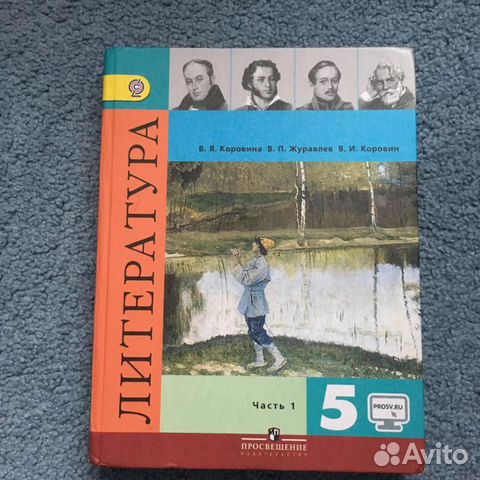 В. Я. Коровина В. П. Журавлев В. И. Коровин
ЛИТЕРАТУРА
Часть 1
5
PROSV.RU
ПРОСВЕЩЕНИЕ
ИЗДАТЕЛЬСТВО
Avito